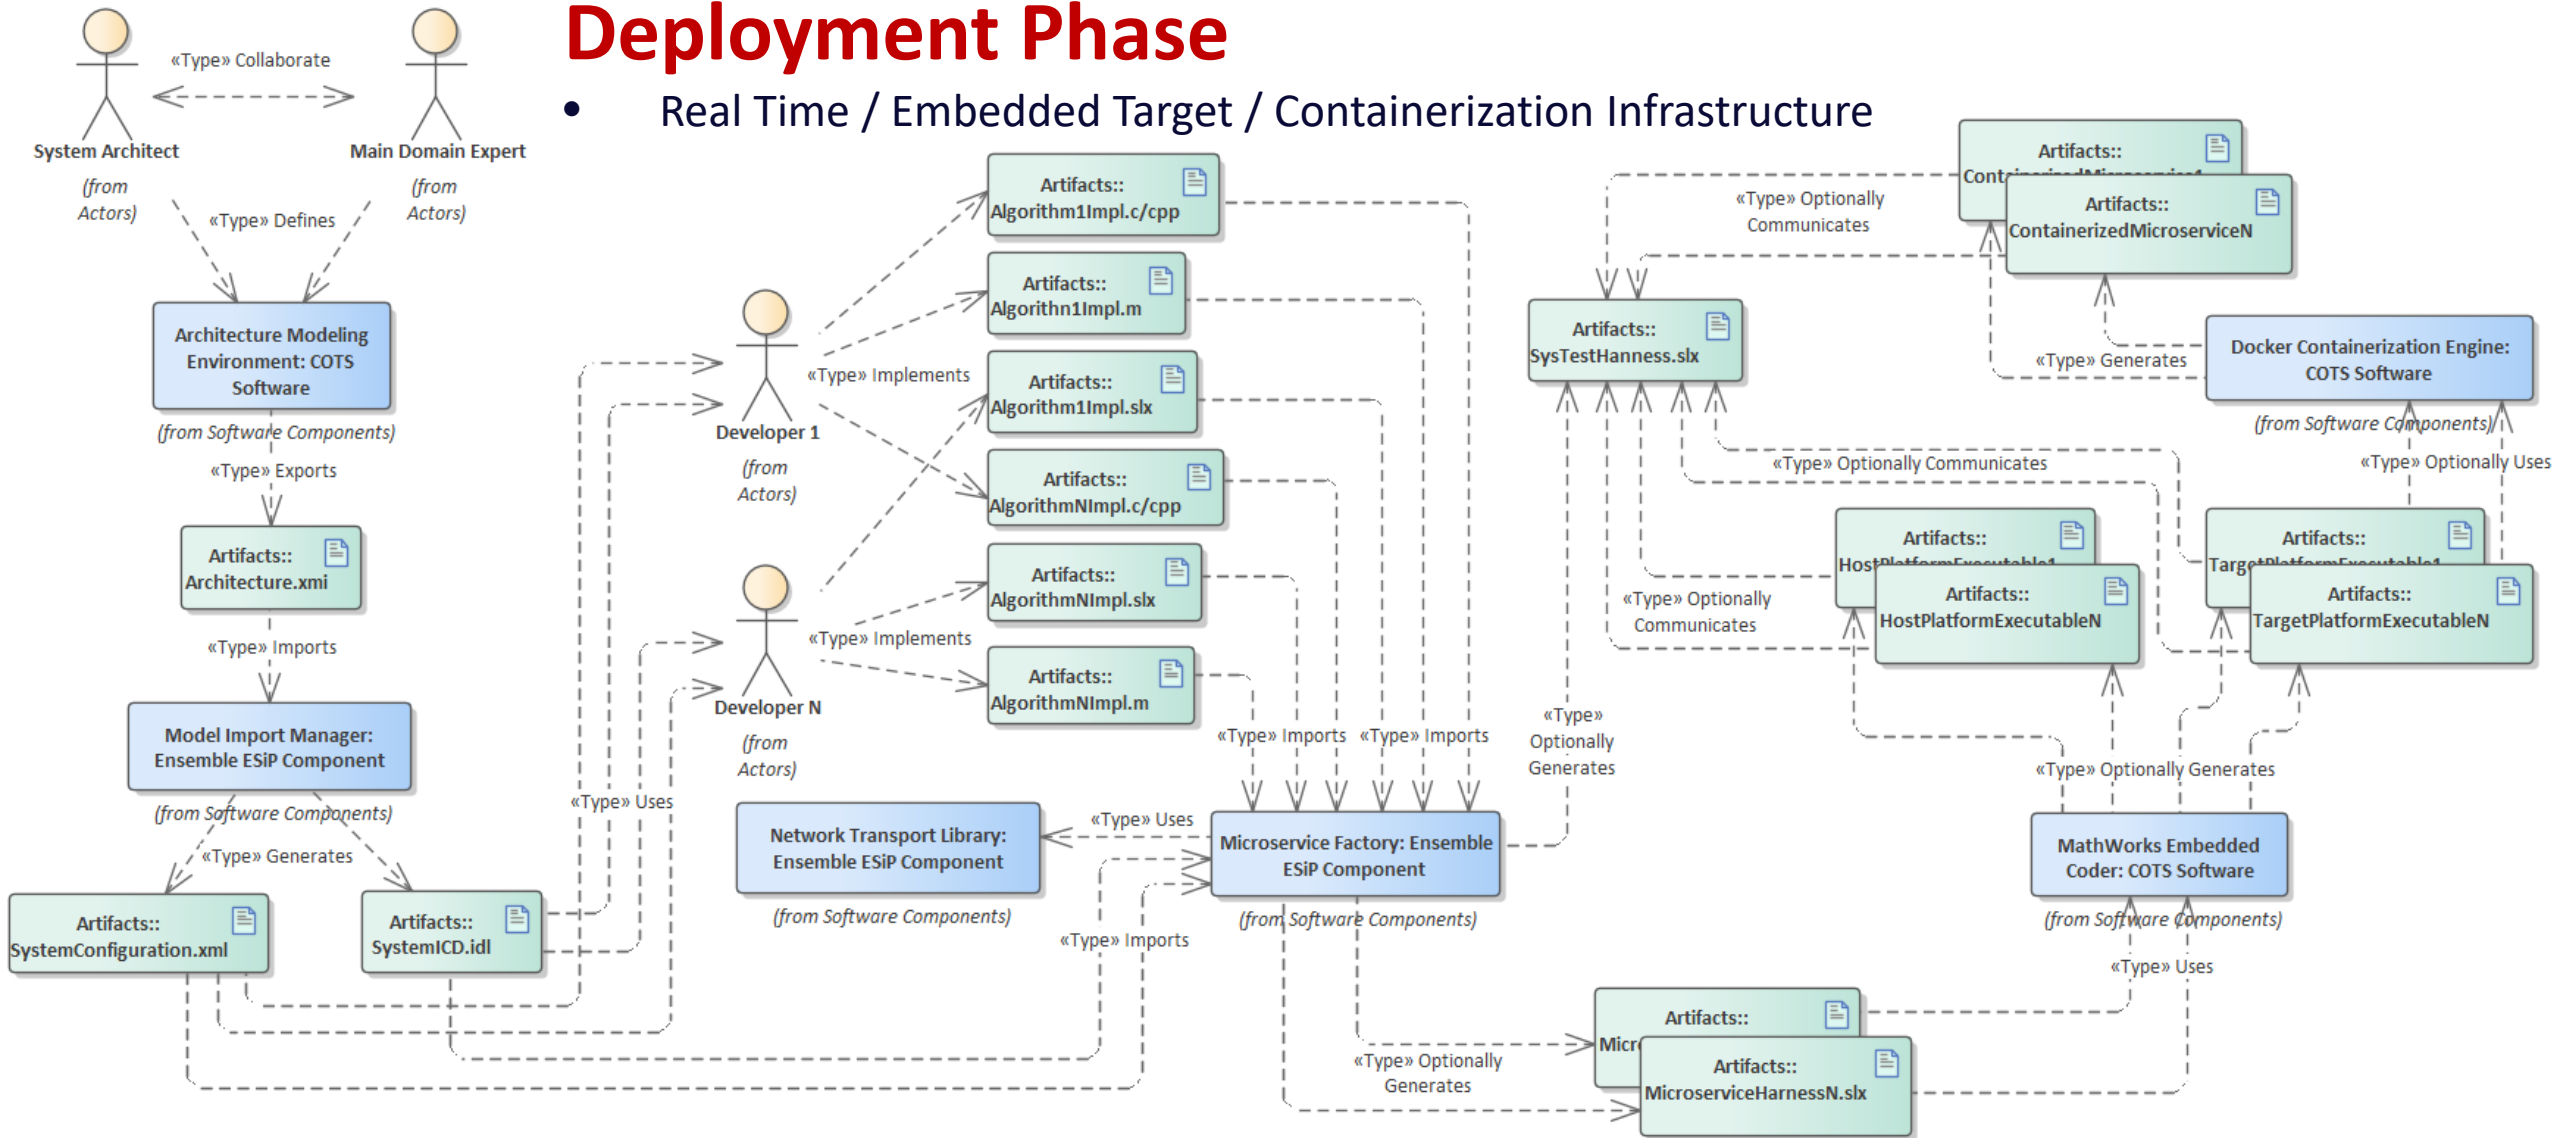 Deployment Phase
• Real Time / Embedded Target / Containerization Infrastructure
«Type» Collaborate
System Architect
(from
Actors)
Main Domain Expert
(from
Actors)
«Type» Defines
Architecture Modeling
Environment: COTS
Software
(from Software Components)
«Type» Exports
Artifacts::
Architecture.xmi
«Type» Imports
Model Import Manager:
Ensemble ESiP Component
(from Software Components)
«Type» Generates
Artifacts::
SystemConfiguration.xml
Artifacts::
SystemICD.idl
«Type» Uses
Developer 1
(from
Actors)
«Type» Implements
Developer N
(from
Actors)
«Type» Implements
Artifacts::
Algorithm1Impl.c/cpp
Artifacts::
Algorithn1Impl.m
Artifacts::
Algorithm1Impl.slx
Artifacts::
AlgorithmNImpl.c/cpp
Artifacts::
AlgorithmNImpl.slx
Artifacts::
AlgorithmNImpl.m
«Type» Imports
«Type» Imports
Network Transport Library:
Ensemble ESiP Component
(from Software Components)
«Type» Uses
Microservice Factory: Ensemble
ESiP Component
(from Software Components)
«Type» Imports
«Type»
Optionally
Generates
«Type» Optionally
Generates
Artifacts::
SysTestHanness.slx
«Type» Optionally
Communicates
Artifacts::
Artifacts::
ContainerizedMicroserviceN
«Type» Generates
Docker Containerization Engine:
COTS Software
(from Software Components)
«Type» Optionally Uses
«Type» Optionally Communicates
«Type» Optionally
Communicates
Artifacts::
Artifacts::
HostPlatformExecutableN
Artifacts::
Artifacts::
TargetPlatformExecutableN
«Type» Optionally Generates
MathWorks Embedded
Coder: COTS Software
(from Software Components)
«Type» Uses
Artifacts::
Artifacts::
MicroserviceHarnessN.slx